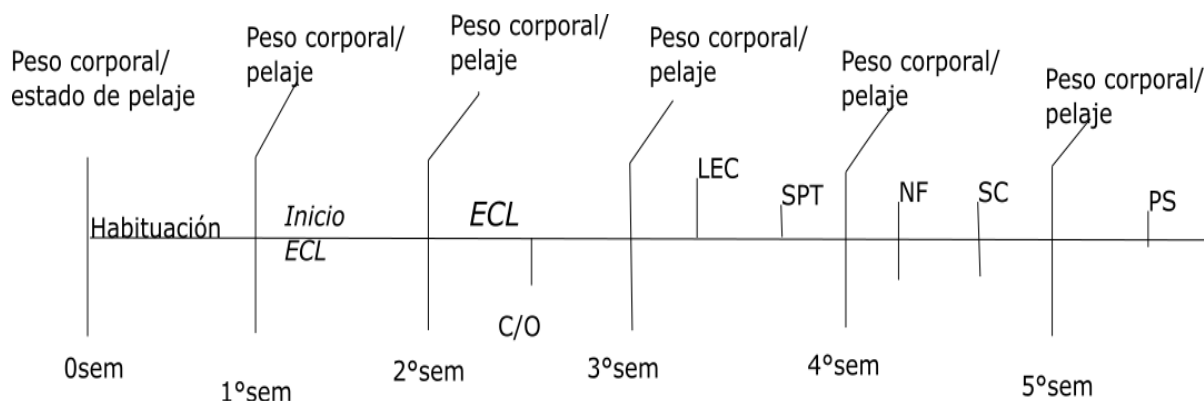 Peso corporal/
estado de pelaje
Peso corporal/
pelaje
Peso corporal/
pelaje
Peso corporal/
pelaje
Peso corporal/
pelaje
Peso corporal/
pelaje
Habituación
Inicio
ECL
ECL
C/O
LEC
SPT
NF
SC
PS
0sem
1°sem
2°sem
3°sem
4°sem
5°sem